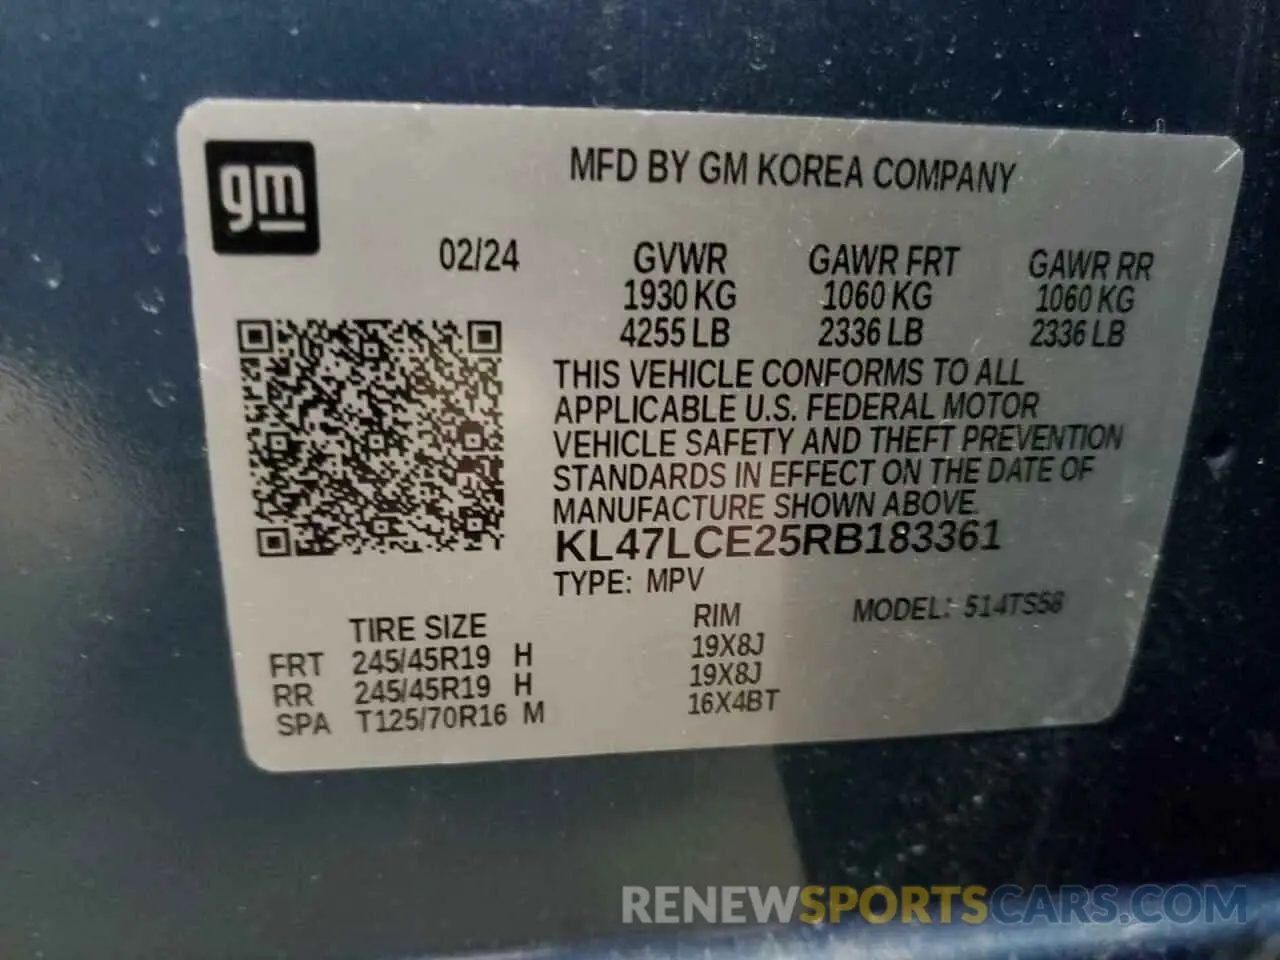 gm
MFD BY GM KOREA COMPANY
02/24 GVWR GAWR FRT GAWR RR
1930 KG 1060 KG 1060 KG
4255 LB 2336 LB 2336 LB
THIS VEHICLE CONFORMS TO ALL
APPLICABLE U.S. FEDERAL MOTOR
VEHICLE SAFETY AND THEFT PREVENTION
STANDARDS IN EFFECT ON THE DATE OF
MANUFACTURE SHOWN ABOVE.
KL47LCE25RB183361
TYPE: MPV
TIRE SIZE RIM MODEL: 514TS58
FRT 245/45R19 H 19X8J
RR 245/45R19 H 19X8J
SPA T125/70R16 M 16X4BT
RENEWSPORTSCARS.COM